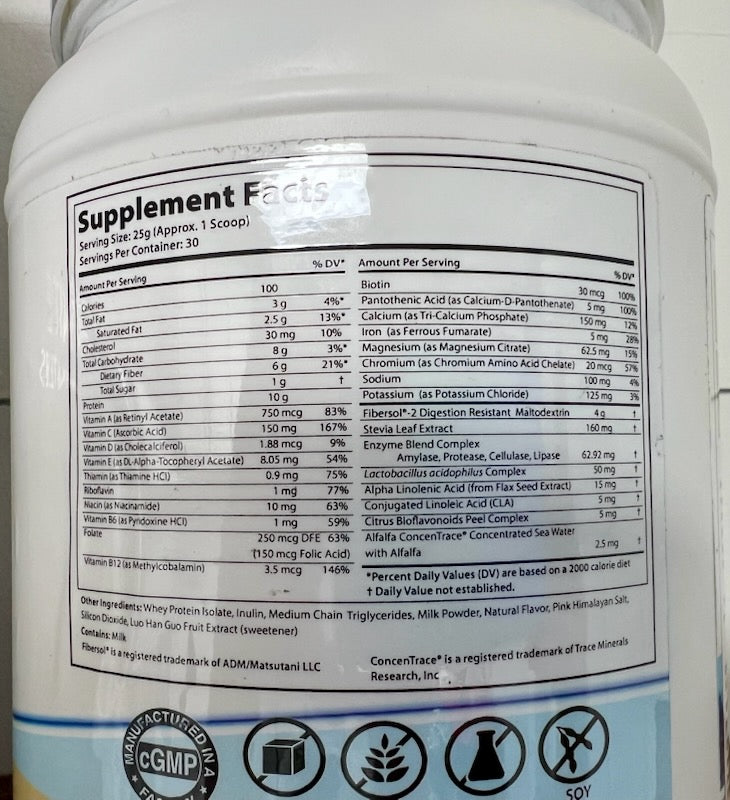 Supplement Facts
Serving Size: 25g (Approx. 1 Scoop)
Servings Per Container: 30
Amount Per Serving % DV*
Calories 100
Total Fat 3 g 4%*
Saturated Fat 2.5 g 13%*
Cholesterol 30 mg 10%
Total Carbohydrate 8 g 3%*
Dietary Fiber 6 g 21%*
Total Sugar 1 g †
Protein 10 g
Vitamin A (as Retinyl Acetate) 750 mcg 83%
Vitamin C (Ascorbic Acid) 150 mg 167%
Vitamin D (as Cholecalciferol) 1.88 mcg 9%
Vitamin E (as DL-Alpha-Tocopheryl Acetate) 8.05 mg 54%
Thiamin (as Thiamine HCl) 0.9 mg 75%
Riboflavin 1 mg 77%
Niacin (as Niacinamide) 10 mg 63%
Vitamin B6 (as Pyridoxine HCl) 1 mg 59%
Folate 250 mcg DFE 63%
(150 mcg Folic Acid)
Vitamin B12 (as Methylcobalamin) 3.5 mcg 146%
Amount Per Serving % DV*
Biotin 30 mcg 100%
Pantothenic Acid (as Calcium-D-Pantothenate) 5 mg 100%
Calcium (as Tri-Calcium Phosphate) 150 mg 12%
Iron (as Ferrous Fumarate) 5 mg 28%
Magnesium (as Magnesium Citrate) 62.5 mg 15%
Chromium (as Chromium Amino Acid Chelate) 20 mcg 57%
Sodium 100 mg 4%
Potassium (as Potassium Chloride) 125 mg 3%
Fibersol®-2 Digestion Resistant Maltodextrin 4 g †
Stevia Leaf Extract 160 mg †
Enzyme Blend Complex
Amylase, Protease, Cellulase, Lipase 62.92 mg †
Lactobacillus acidophilus Complex 50 mg †
Alpha Linolenic Acid (from Flax Seed Extract) 15 mg †
Conjugated Linoleic Acid (CLA) 5 mg †
Citrus Bioflavonoids Peel Complex 5 mg †
Alfalfa ConcenTrace® Concentrated Sea Water
with Alfalfa 2.5 mg †
*Percent Daily Values (DV) are based on a 2000 calorie diet
† Daily Value not established.
Other Ingredients: Whey Protein Isolate, Inulin, Medium Chain Triglycerides, Milk Powder, Natural Flavor, Pink Himalayan Salt,
Silicon Dioxide, Luo Han Guo Fruit Extract (sweetener)
Contains: Milk
Fibersol® is a registered trademark of ADM/Matsutani LLC
ConcenTrace® is a registered trademark of Trace Minerals
Research, Inc
MANUFACTURED IN A
cGMP
SOY